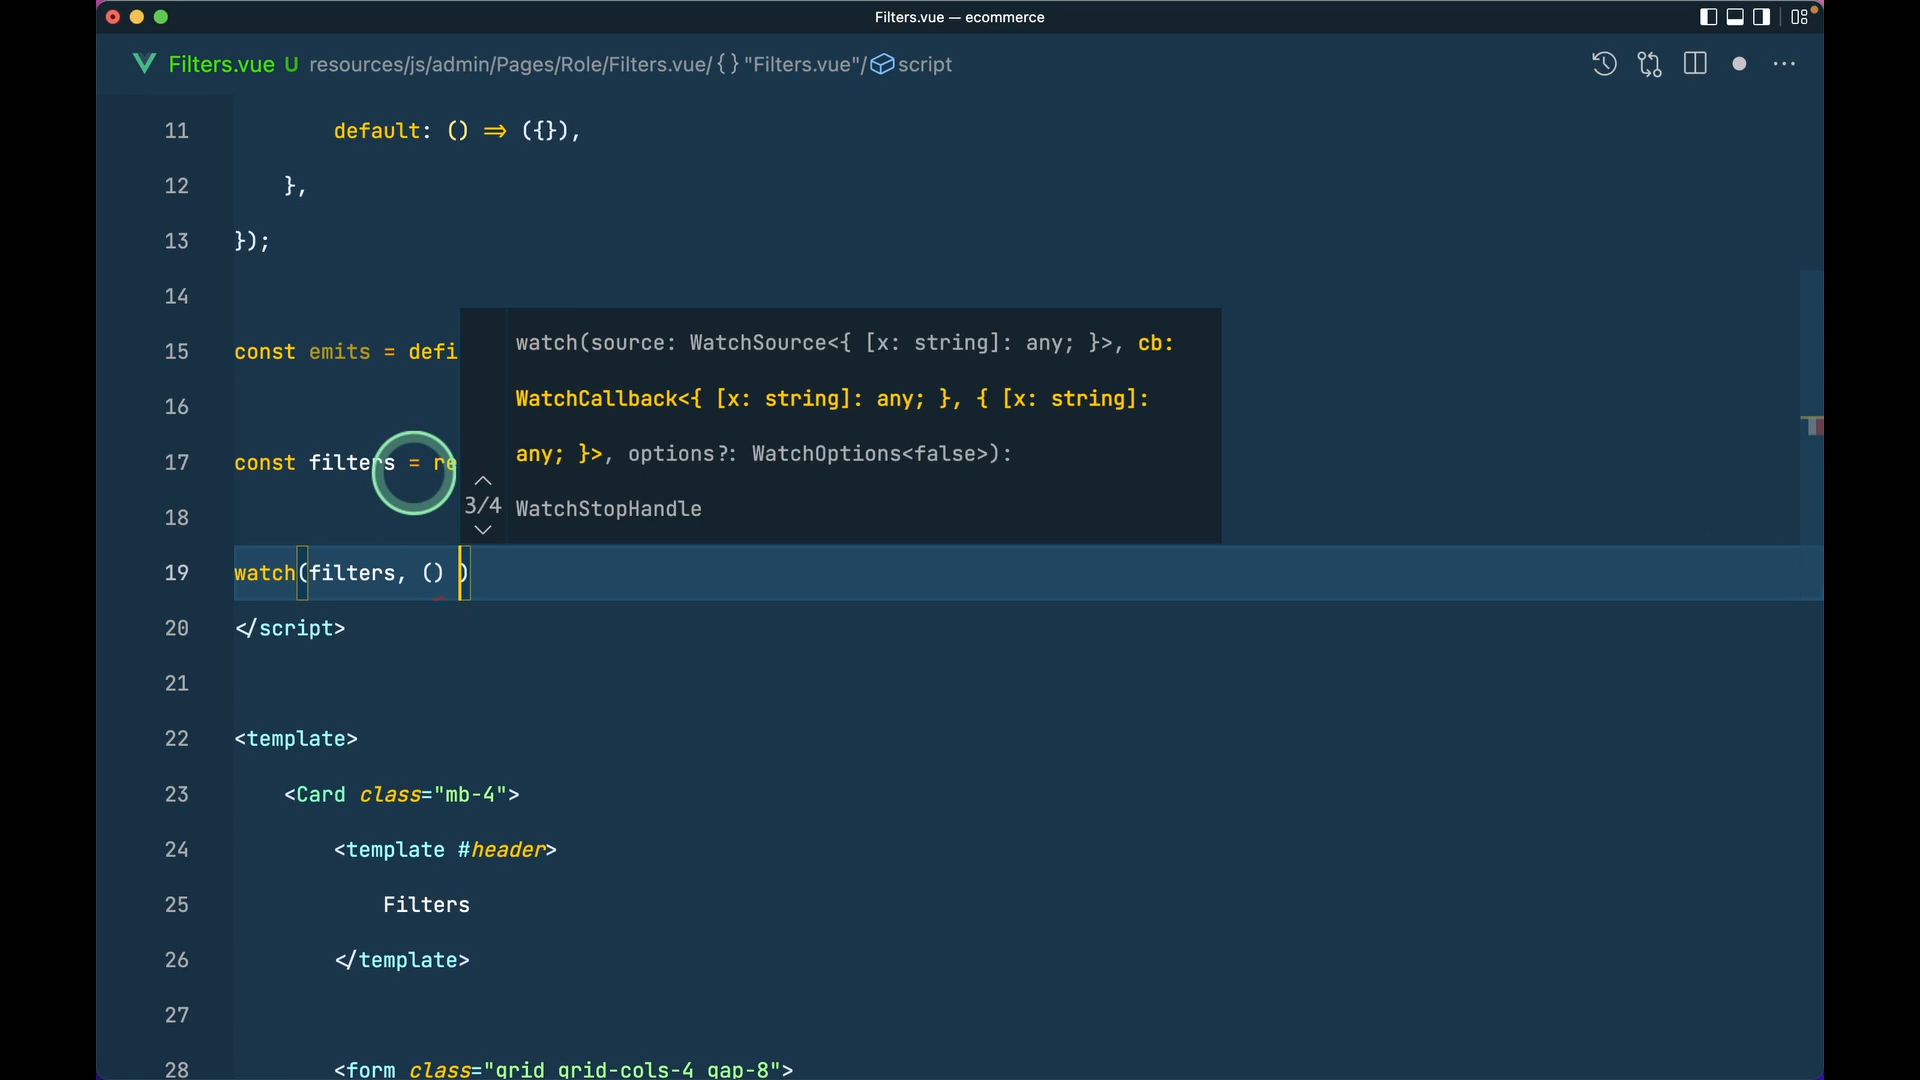 Filters.vue — ecommerce
Filters.vue U resources/js/admin/Pages/Role/Filters.vue/{} "Filters.vue"/script
11 default: () => ({}),
12 },
13 });
14
15 const emits = defi
16
17 const filters = re
18
watch(source: WatchSource<{ [x: string]: any; }>, cb:
WatchCallback<{ [x: string]: any; }, { [x: string]:
any; }>, options?: WatchOptions<false>):
3/4 WatchStopHandle
19 watch(filters, () )
20 </script>
21
22 <template>
23 <Card class="mb-4">
24 <template #header>
25 Filters
26 </template>
27
28 <form class="grid grid-cols-4 gap-8">